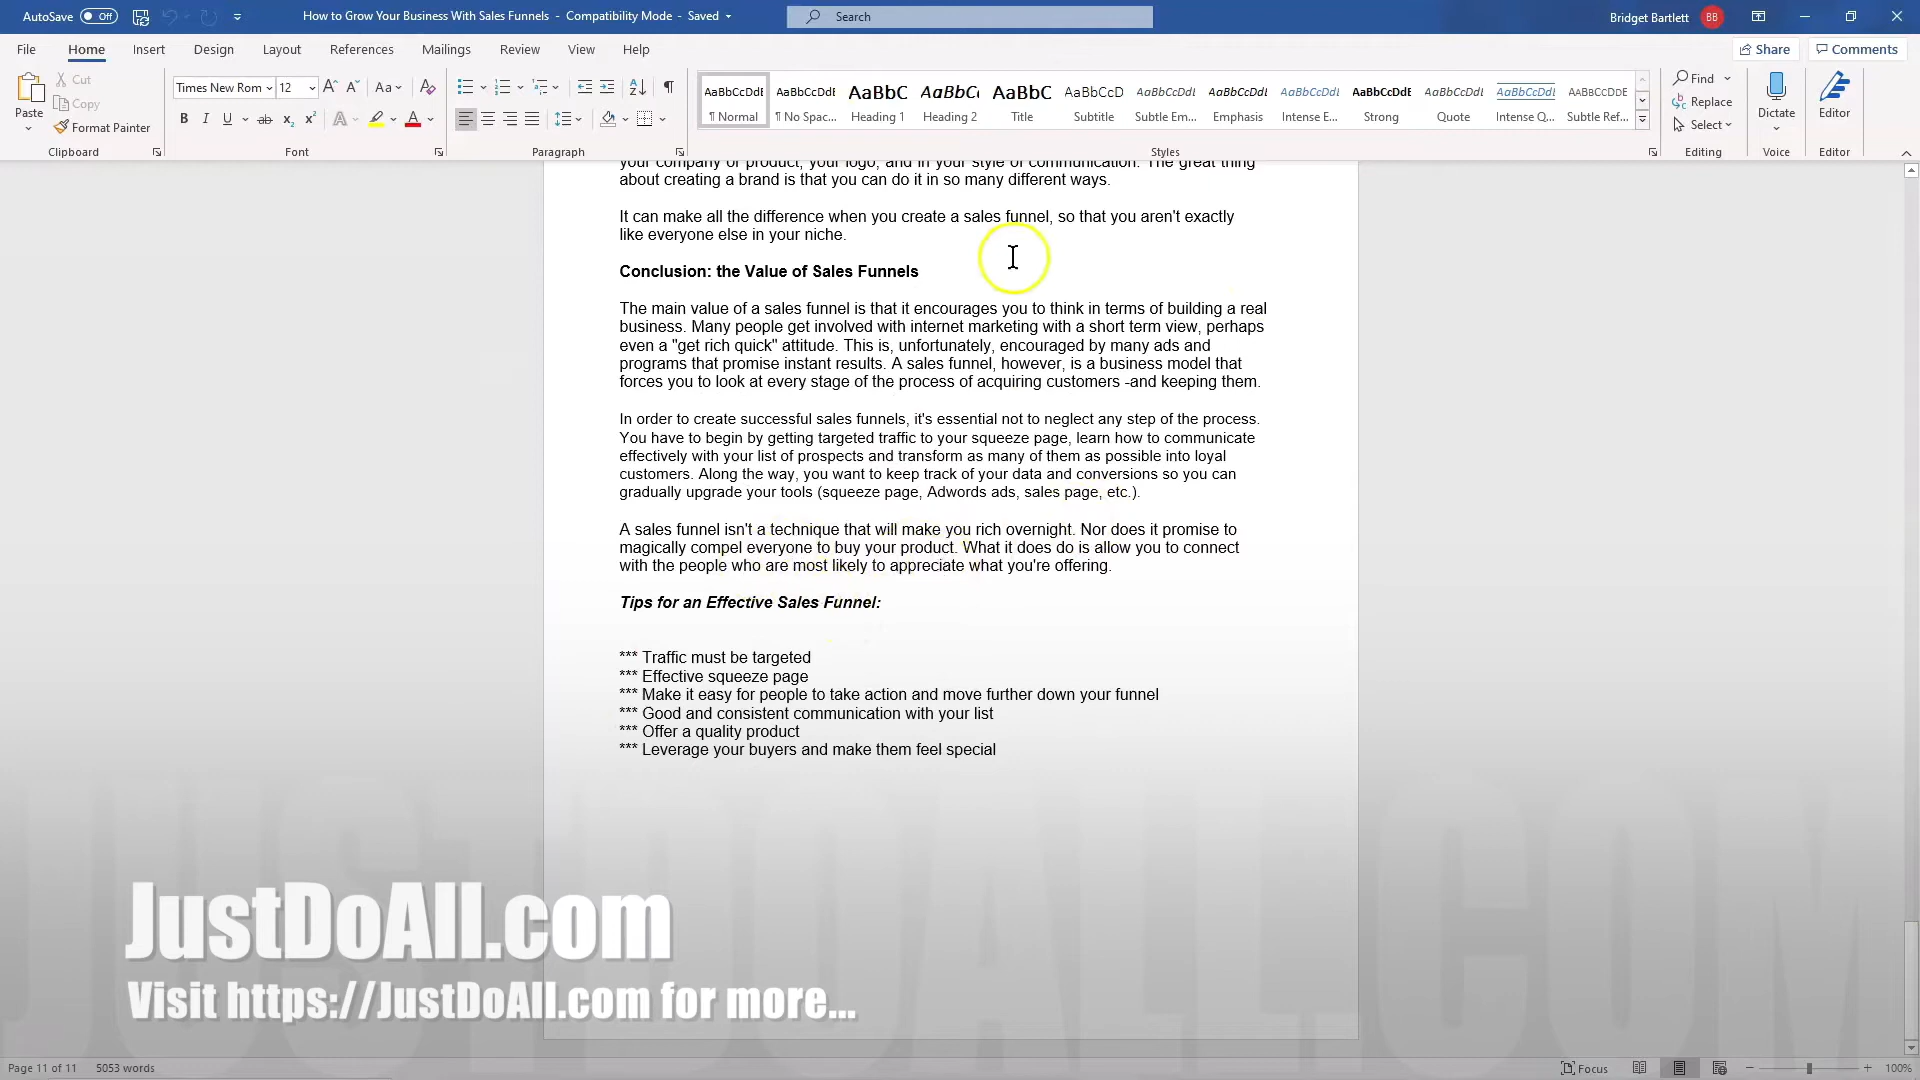 AutoSave Off How to Grow Your Business With Sales Funnels - Compatibility Mode - Saved Search Bridget Bartlett BB
File Home Insert Design Layout References Mailings Review View Help Share Comments
Paste Cut Copy Format Painter
Times New Rom 12 Aa
AaBbCcDdE AaBbCcDdE AaBbC AaBbC AaBbC AaBbCcD AaBbCcDdE AaBbCcDdE AaBbCcDdE AaBbCcDdE AaBbCcDdE AaBbCcDdE AABBCCDDE
¶ Normal ¶ No Spac... Heading 1 Heading 2 Title Subtitle Subtle Em... Emphasis Intense E... Strong Quote Intense Q... Subtle Ref...
Find Replace Select Dictate Editor
Clipboard Font Paragraph Styles Editing Voice Editor
your company or product, your logo, and in your style of communication. The great thing
about creating a brand is that you can do it in so many different ways.
It can make all the difference when you create a sales funnel, so that you aren't exactly
like everyone else in your niche.
Conclusion: the Value of Sales Funnels
The main value of a sales funnel is that it encourages you to think in terms of building a real
business. Many people get involved with internet marketing with a short term view, perhaps
even a "get rich quick" attitude. This is, unfortunately, encouraged by many ads and
programs that promise instant results. A sales funnel, however, is a business model that
forces you to look at every stage of the process of acquiring customers -and keeping them.
In order to create successful sales funnels, it's essential not to neglect any step of the process.
You have to begin by getting targeted traffic to your squeeze page, learn how to communicate
effectively with your list of prospects and transform as many of them as possible into loyal
customers. Along the way, you want to keep track of your data and conversions so you can
gradually upgrade your tools (squeeze page, Adwords ads, sales page, etc.).
A sales funnel isn't a technique that will make you rich overnight. Nor does it promise to
magically compel everyone to buy your product. What it does do is allow you to connect
with the people who are most likely to appreciate what you're offering.
Tips for an Effective Sales Funnel:
*** Traffic must be targeted
*** Effective squeeze page
*** Make it easy for people to take action and move further down your funnel
*** Good and consistent communication with your list
*** Offer a quality product
*** Leverage your buyers and make them feel special
JUSTDOALL.COM
JustDoAll.com
Visit https://JustDoAll.com for more...
Page 11 of 11 5053 words Focus 100%